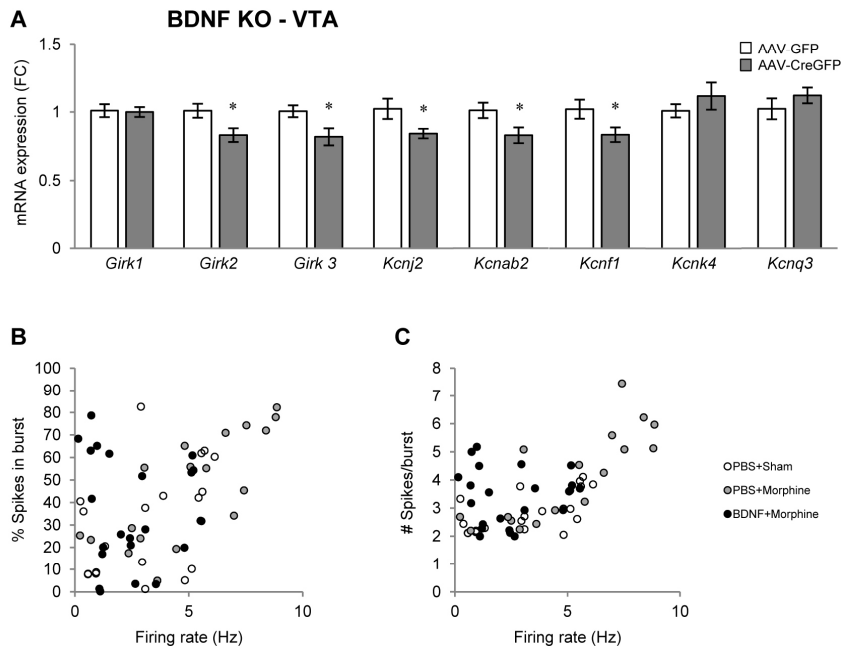 A
BDNF KO - VTA
mRNA expression (FC)
1.5
1
0.5
0
AAV GFP
AAV-CreGFP
* * * * *
Girk1 Girk2 Girk 3 Kcnj2 Kcnab2 Kcnf1 Kcnk4 Kcnq3
B
% Spikes in burst
100
90
80
70
60
50
40
30
20
10
0
0 5 10
Firing rate (Hz)
C
# Spikes/burst
8
7
6
5
4
3
2
1
0
0 5 10
Firing rate (Hz)
PBS+Sham
PBS+Morphine
BDNF+Morphine